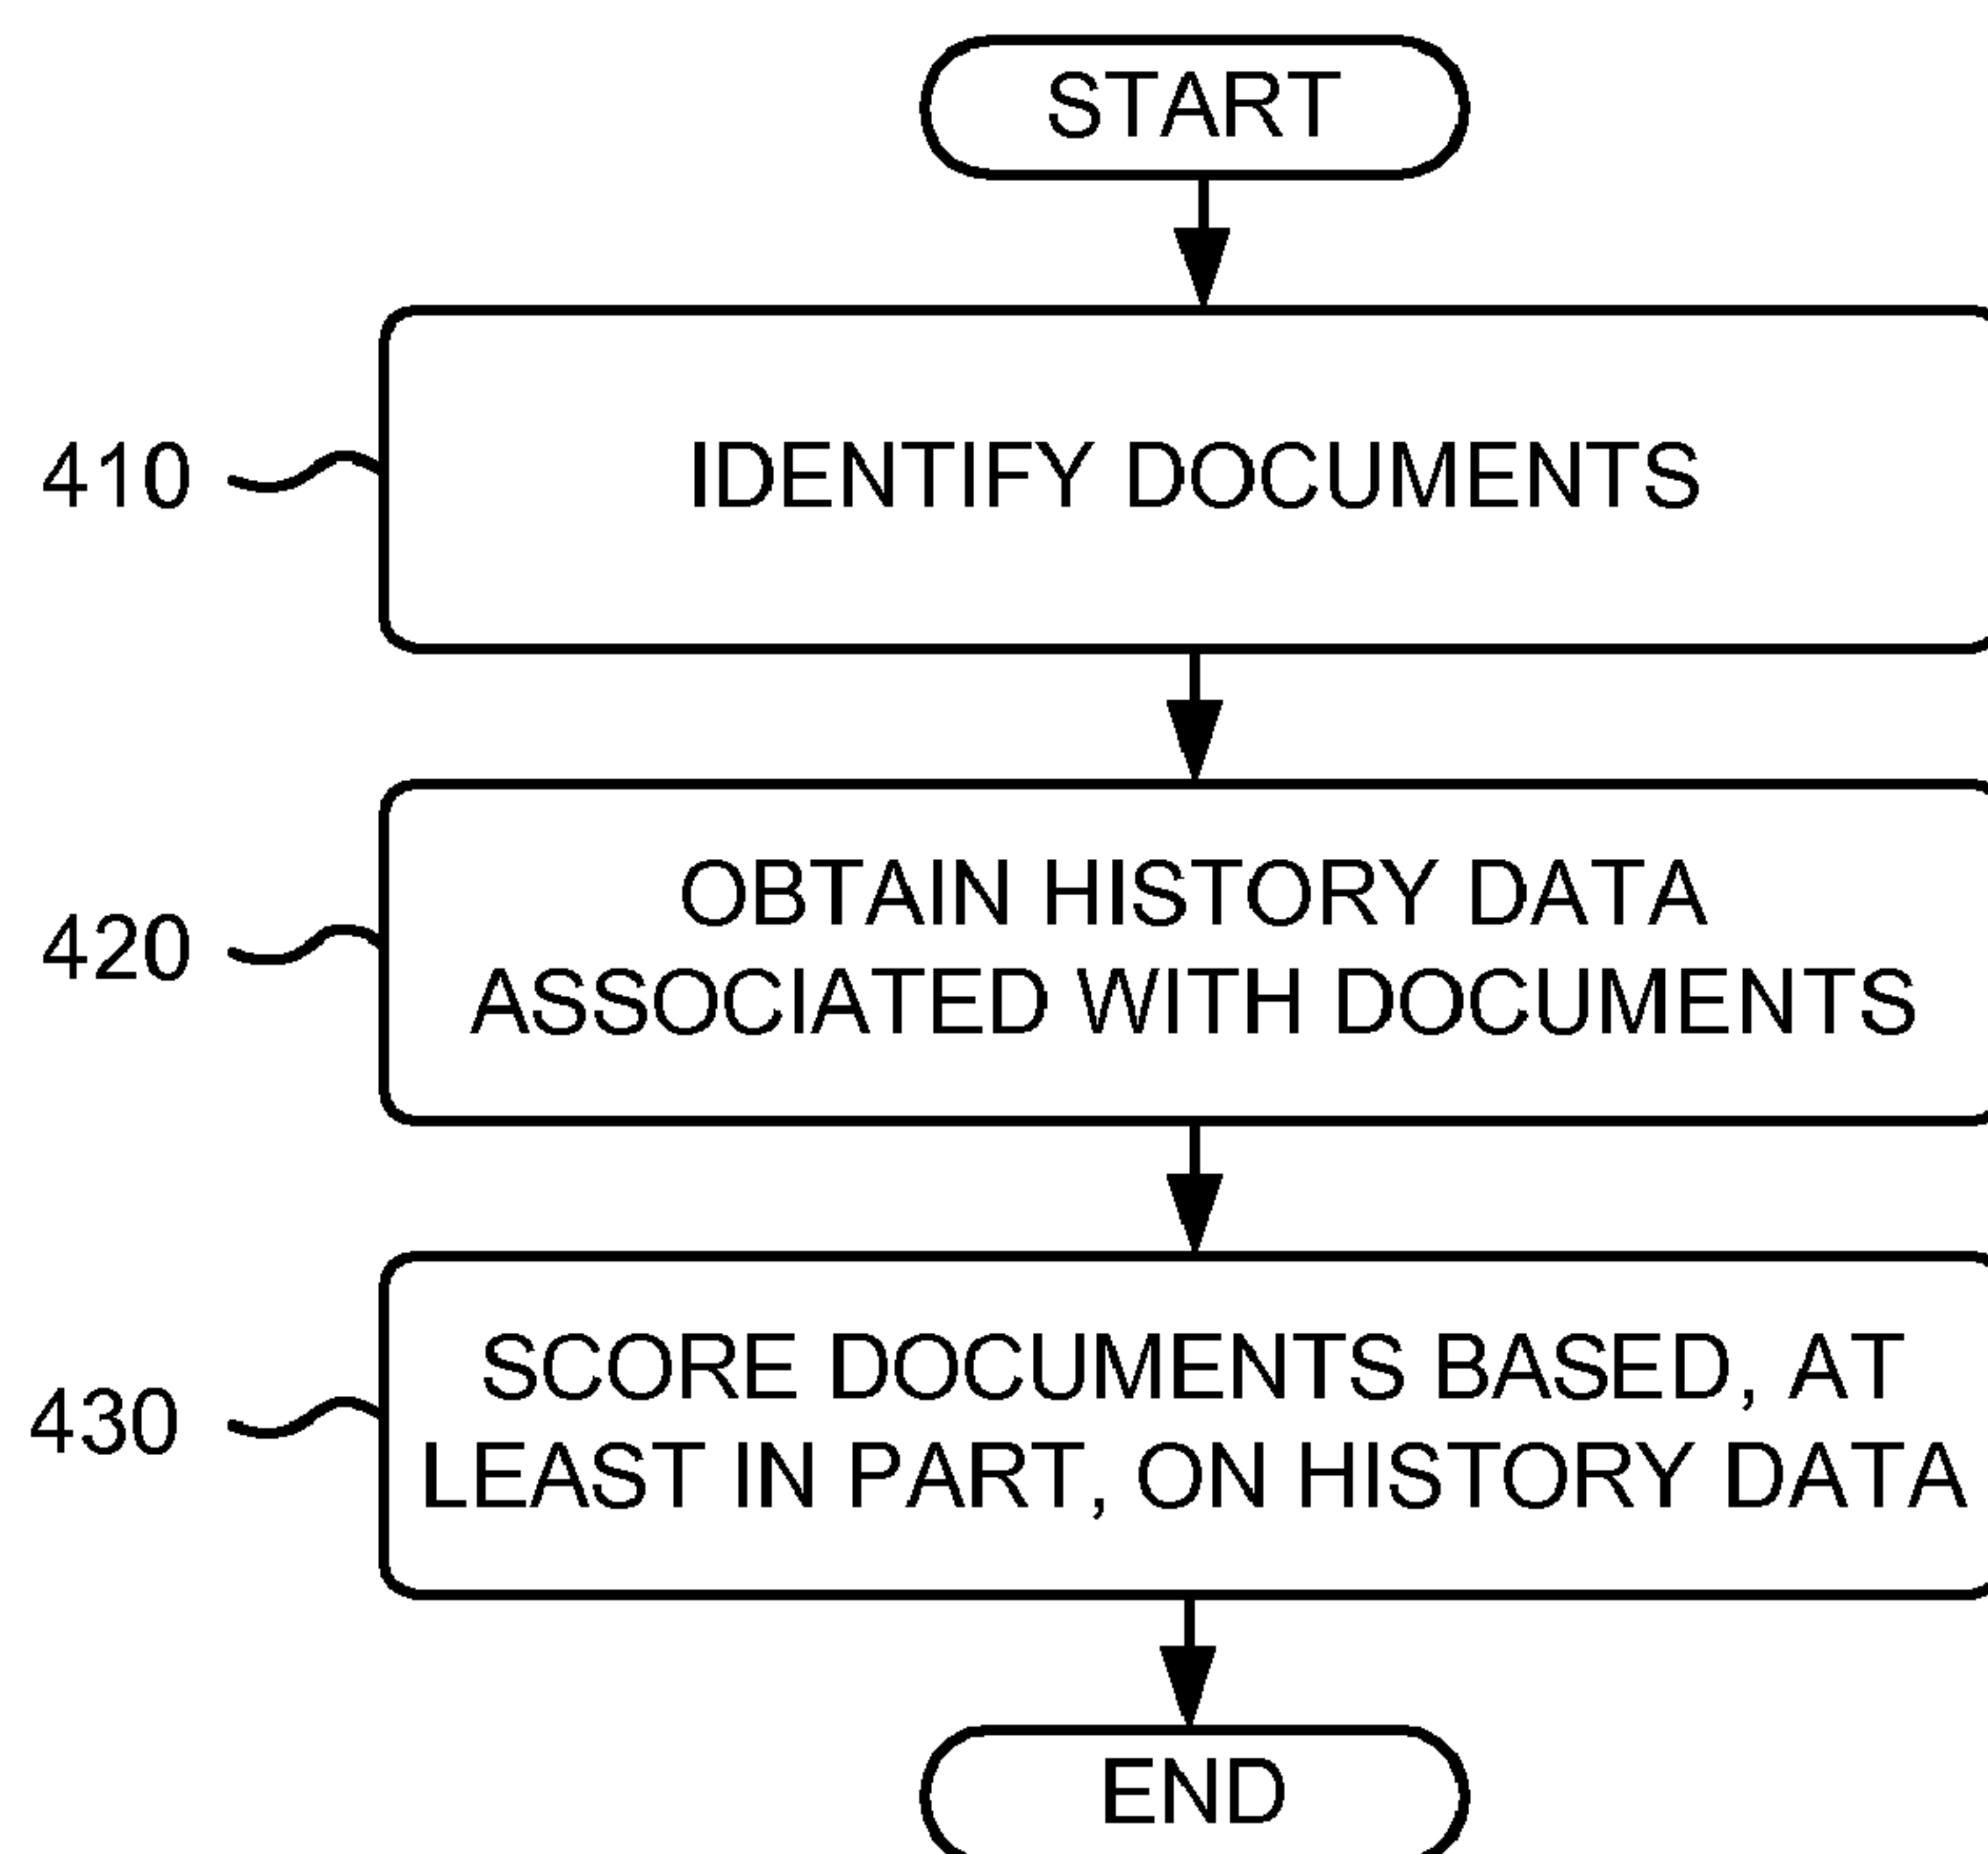 START
410
IDENTIFY DOCUMENTS
420
OBTAIN HISTORY DATA
ASSOCIATED WITH DOCUMENTS
430
SCORE DOCUMENTS BASED, AT
LEAST IN PART, ON HISTORY DATA
END